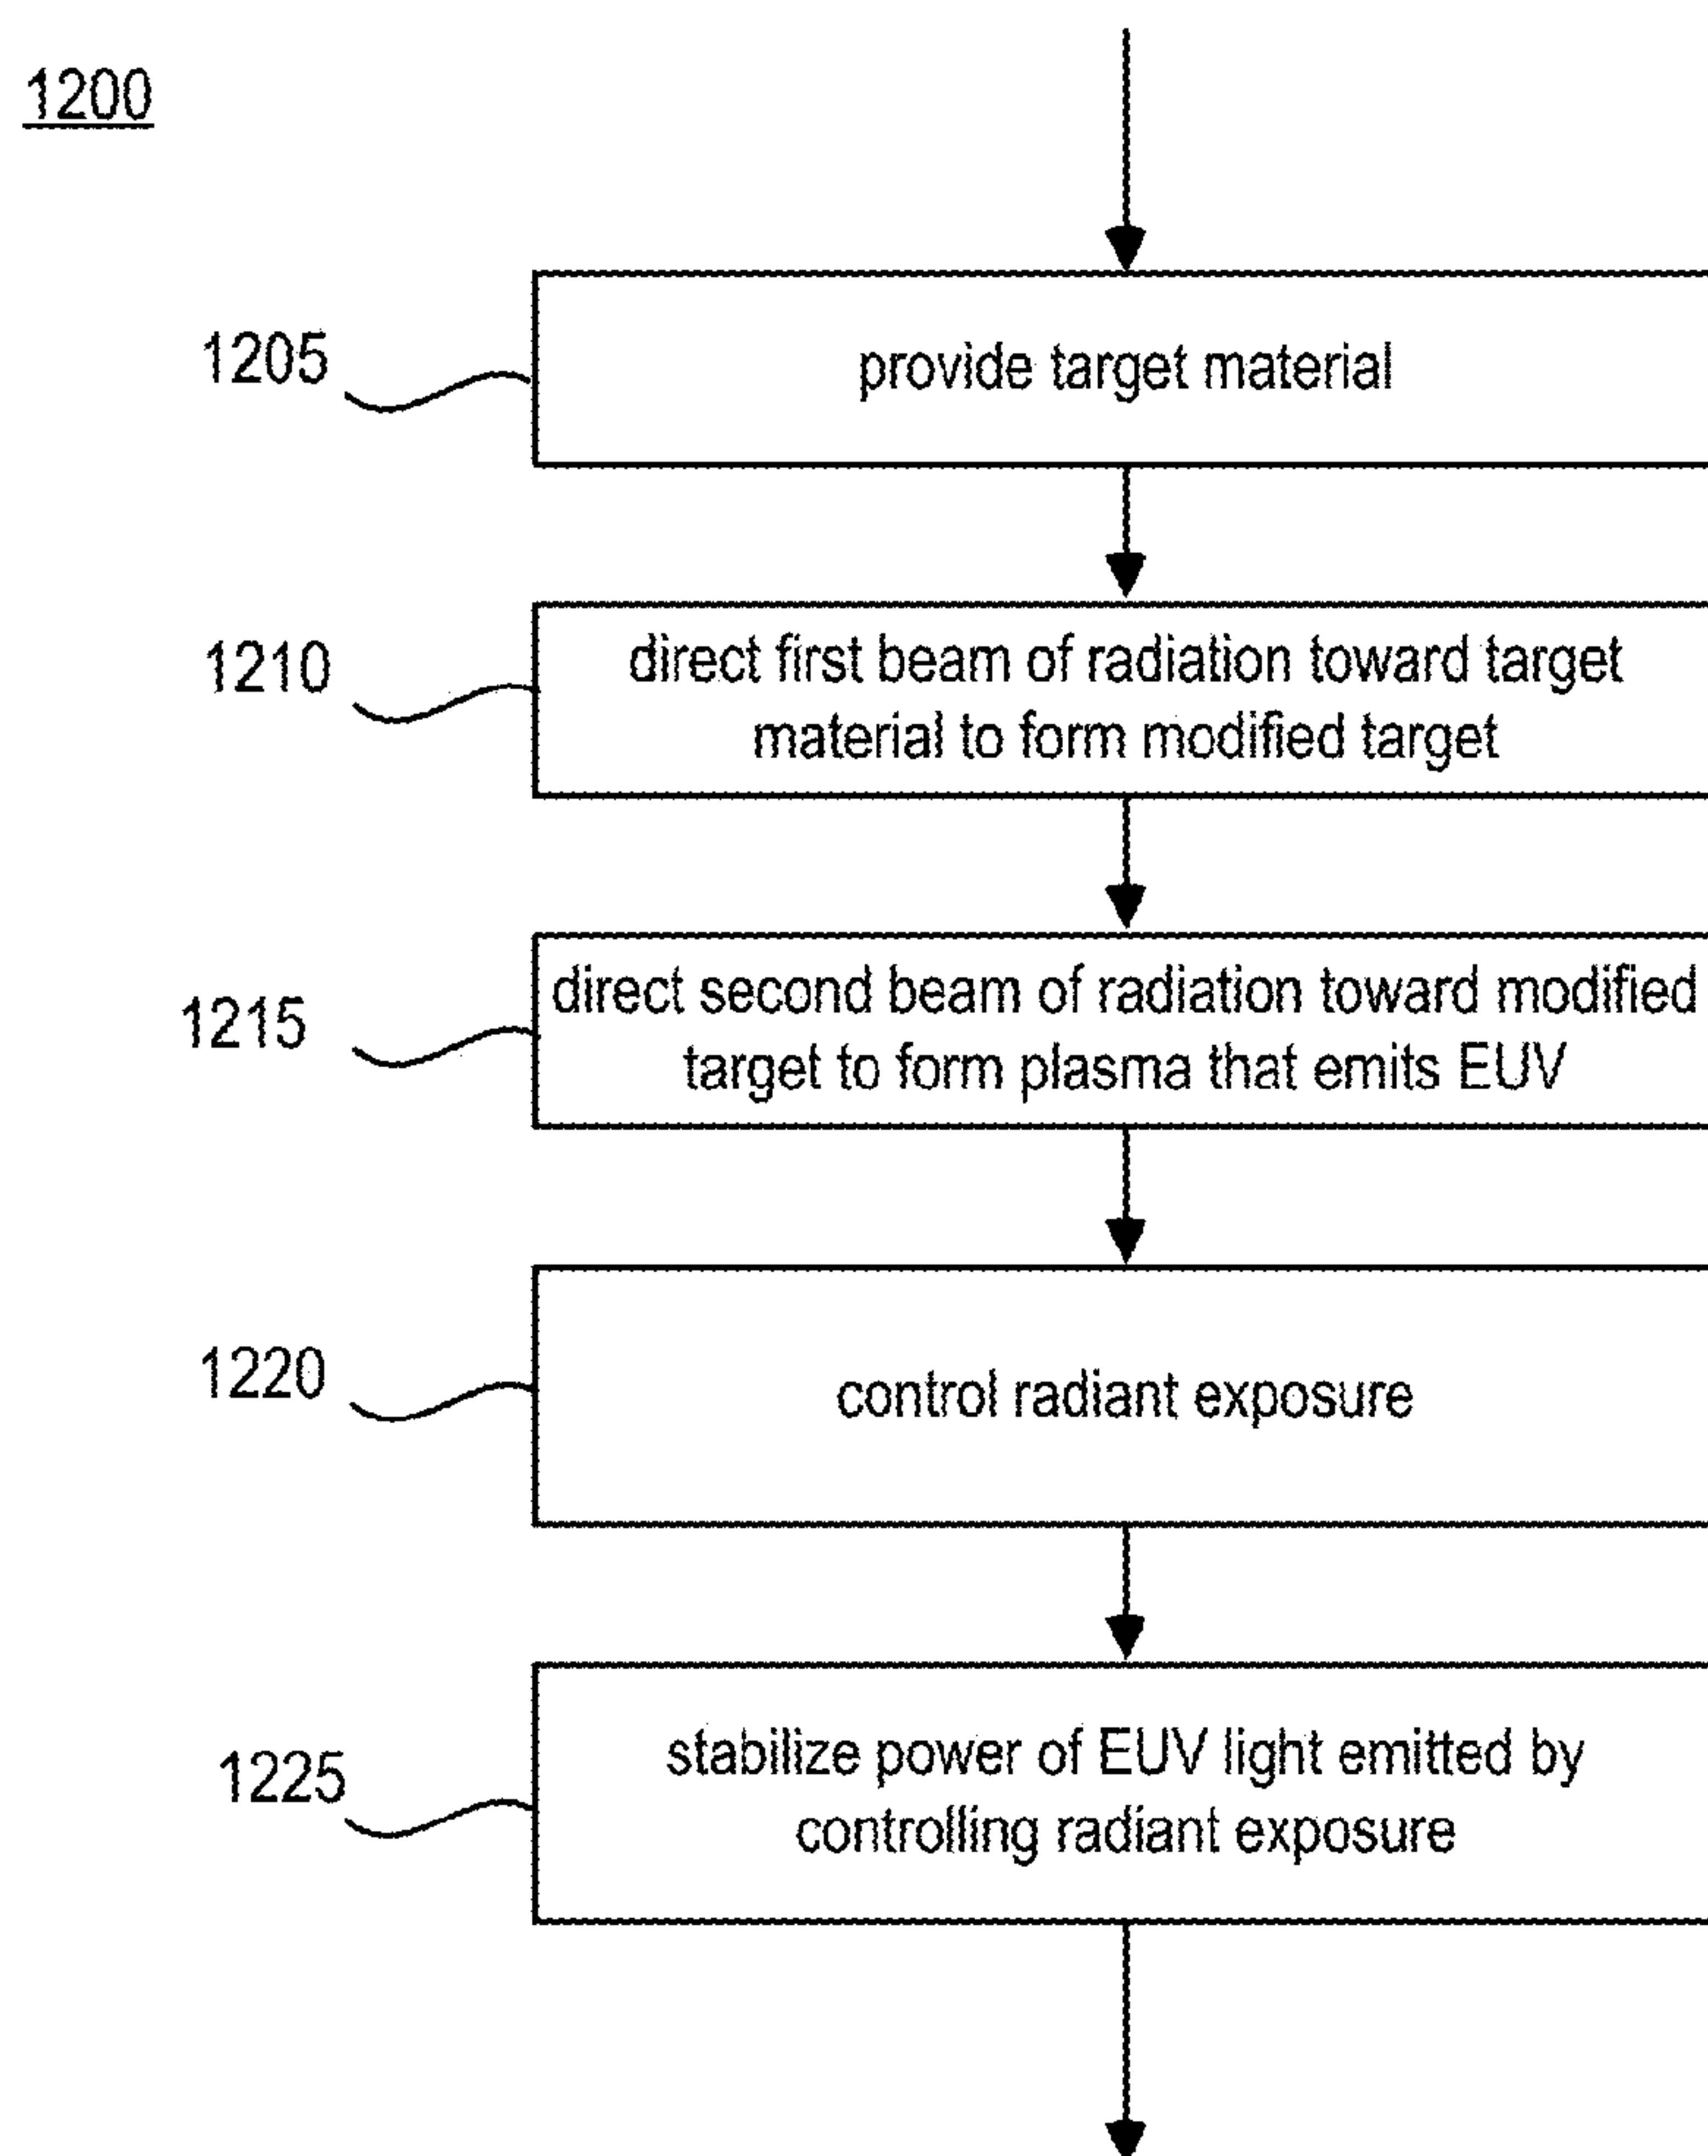 1200
1205
provide target material
1210
direct first beam of radiation toward target
material to form modified target
1215
direct second beam of radiation toward modified
target to form plasma that emits EUV
1220
control radiant exposure
1225
stabilize power of EUV light emitted by
controlling radiant exposure